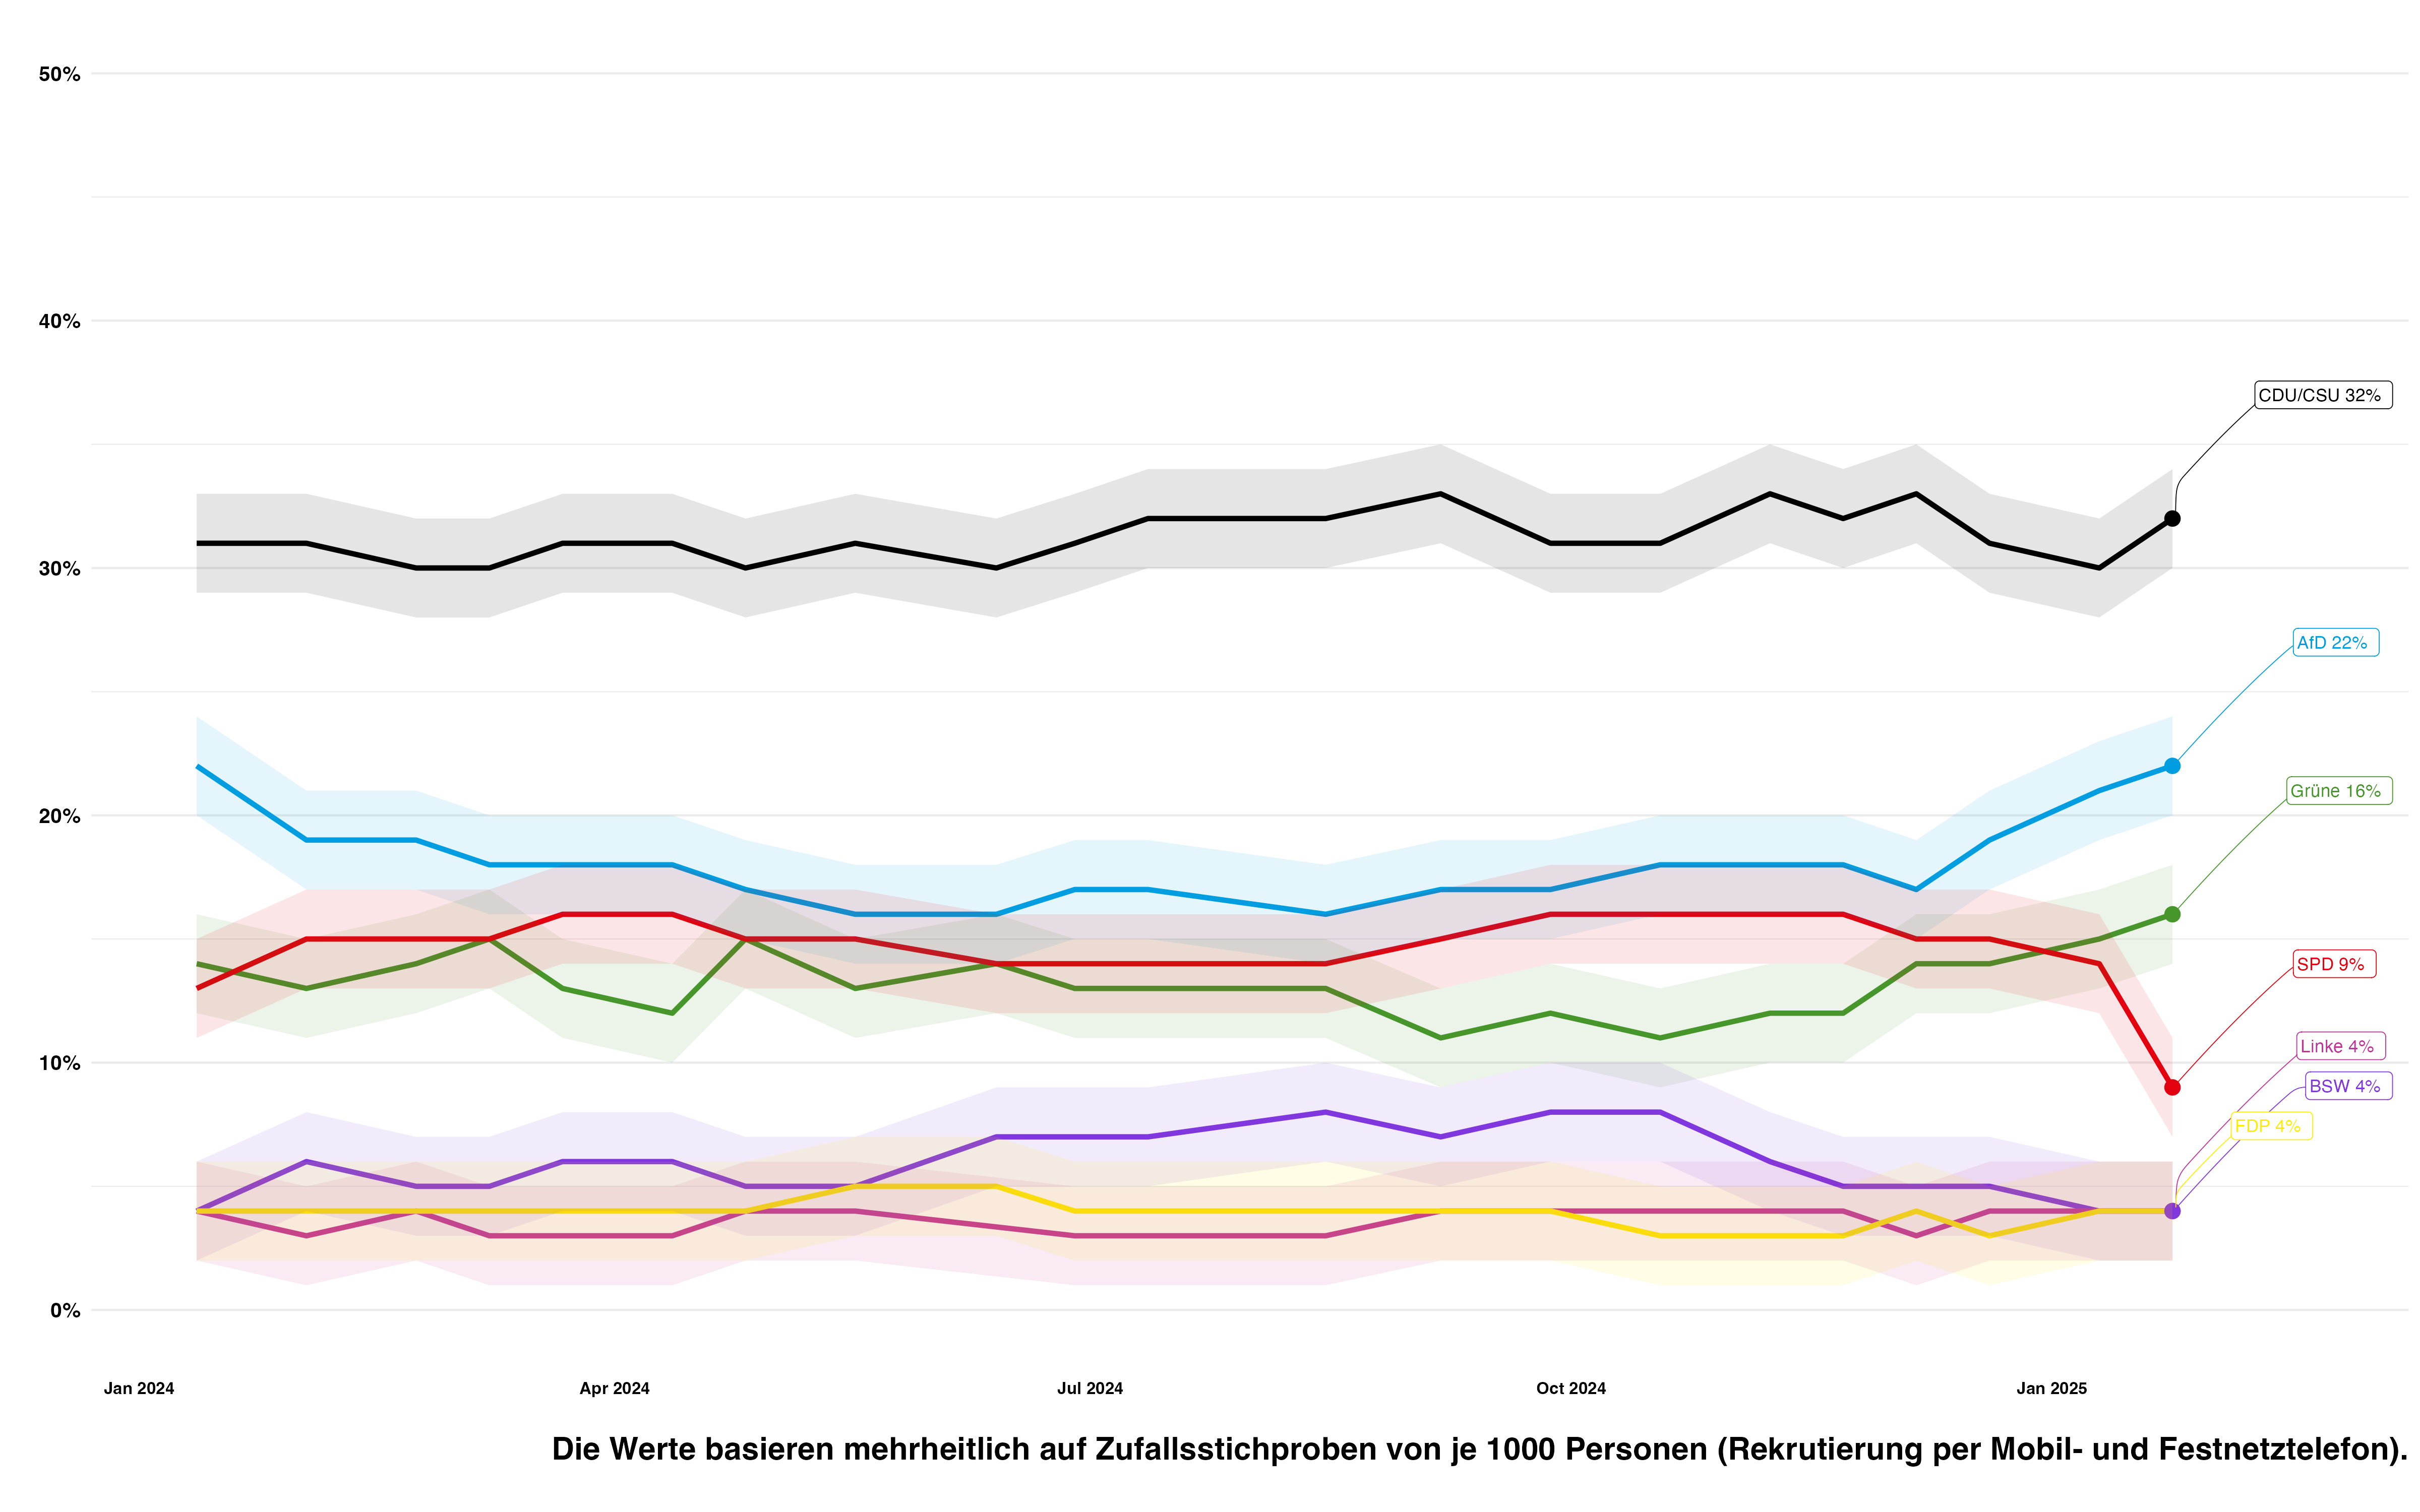 50%
40%
30%
20%
10%
0%
CDU/CSU 32%
AfD 22%
Grüne 16%
SPD 9%
Linke 4%
BSW 4%
FDP 4%
Jan 2024
Apr 2024
Jul 2024
Oct 2024
Jan 2025
Die Werte basieren mehrheitlich auf Zufallsstichproben von je 1000 Personen (Rekrutierung per Mobil- und Festnetztelefon).